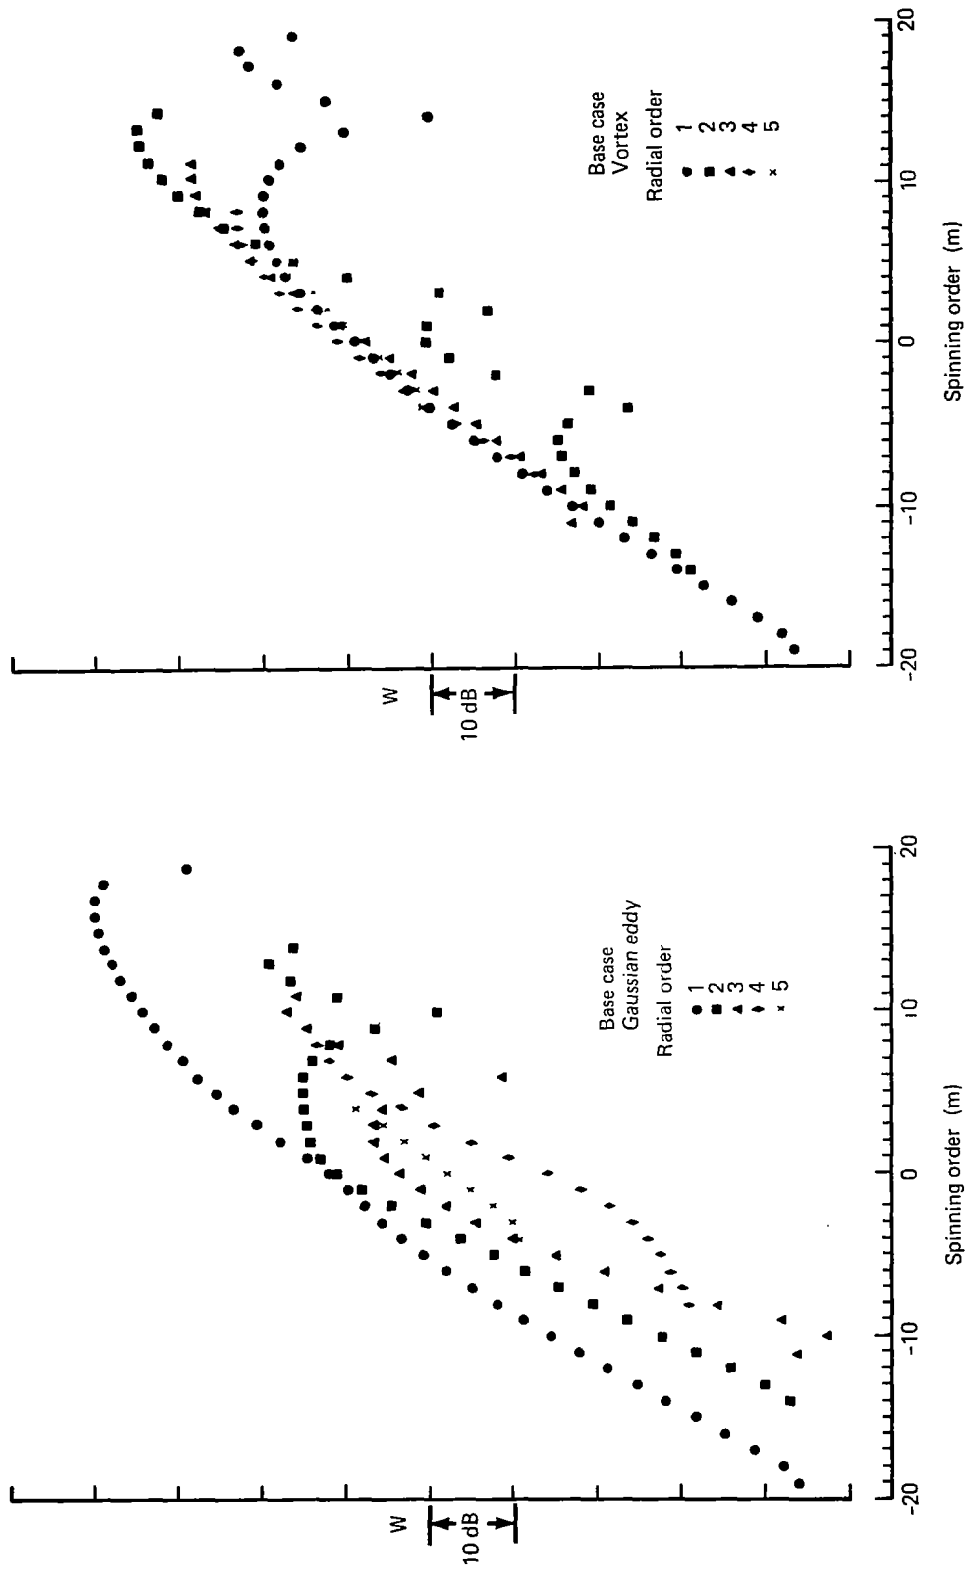 W
10 dB
Base case
Gaussian eddy
Radial order
1
2
3
4
5
-20
-10
0
10
20
Spinning order (m)
W
10 dB
Base case
Vortex
Radial order
1
2
3
4
5
-20
-10
0
10
20
Spinning order (m)